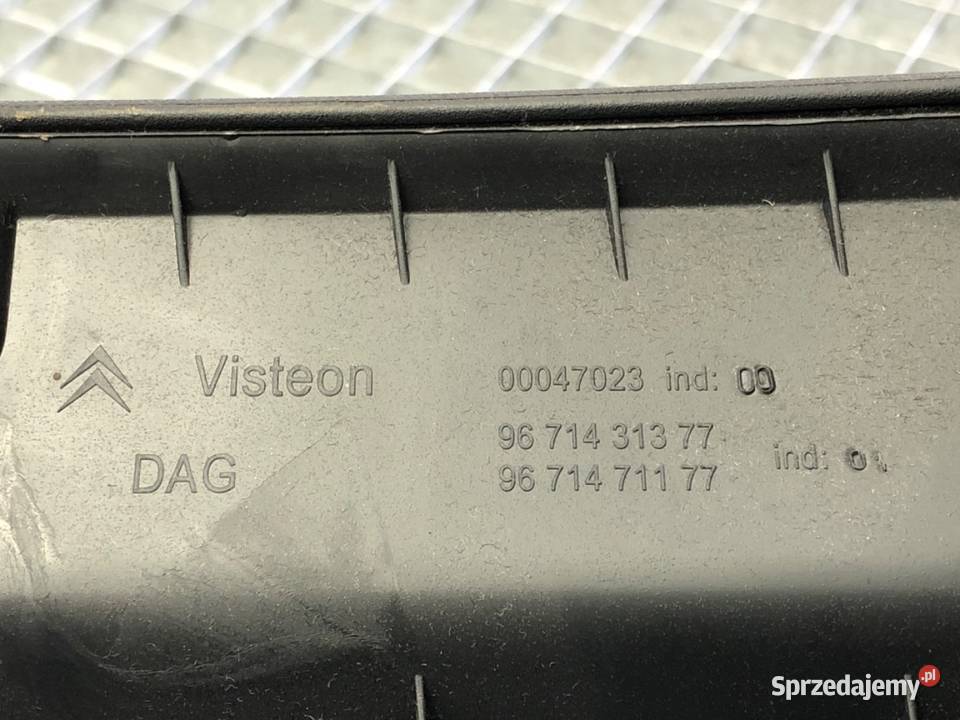 Visteon 00047023 ind: 00
96 714 313 77
DAG 96 714 711 77 ind: 01
Sprzedajemy.pl